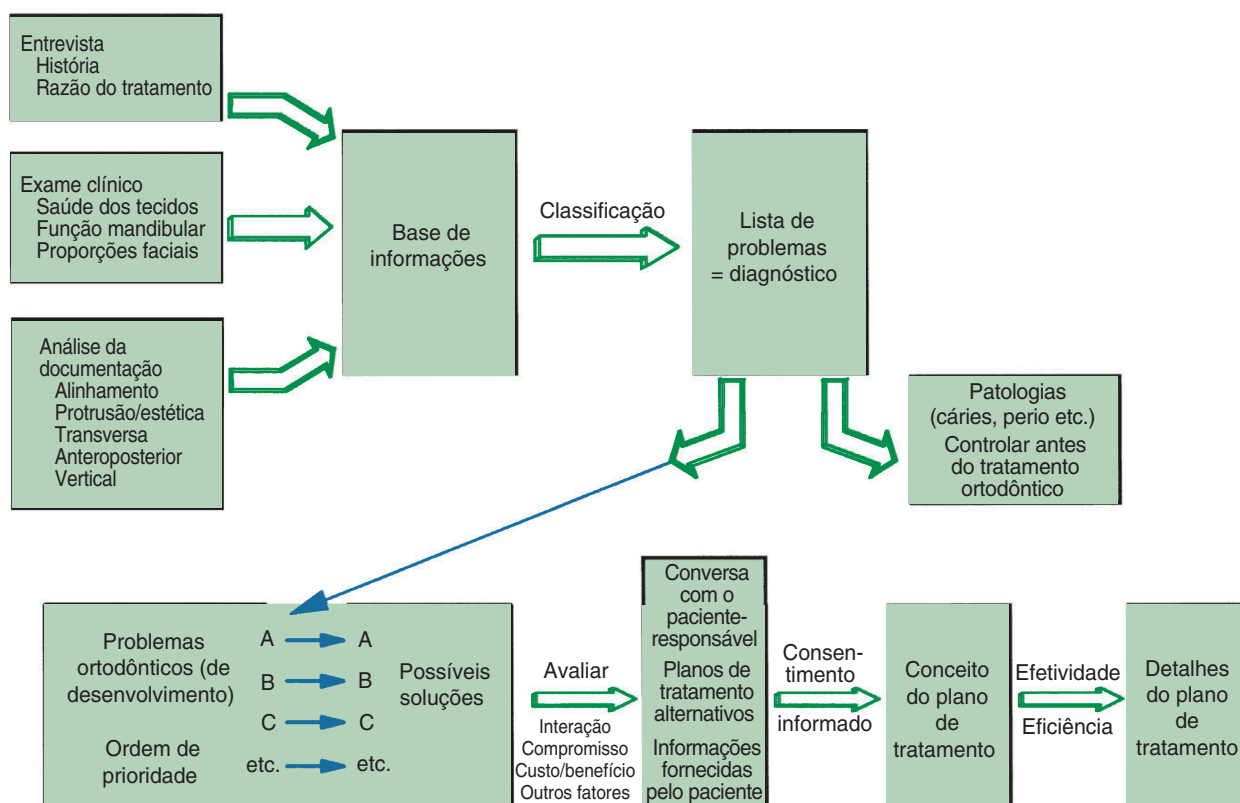 Entrevista
História
Razão do tratamento
Exame clínico
Saúde dos tecidos
Função mandibular
Proporções faciais
Análise da
documentação
Alinhamento
Protrusão/estética
Transversa
Anteroposterior
Vertical
Base de
informações
Classificação
Lista de
problemas
= diagnóstico
Patologias
(cáries, perio etc.)
Controlar antes
do tratamento
ortodôntico
Problemas
ortodônticos (de
desenvolvimento)
Ordem de
prioridade
A A
B B
C C
etc. etc.
Possíveis
soluções
Avaliar
Interação
Compromisso
Custo/benefício
Outros fatores
Conversa
com o
paciente-
responsável
Planos de
tratamento
alternativos
Informações
fornecidas
pelo paciente
Consen-
timento
informado
Conceito
do plano
de
tratamento
Efetividade
Eficiência
Detalhes
do plano
de
tratamento